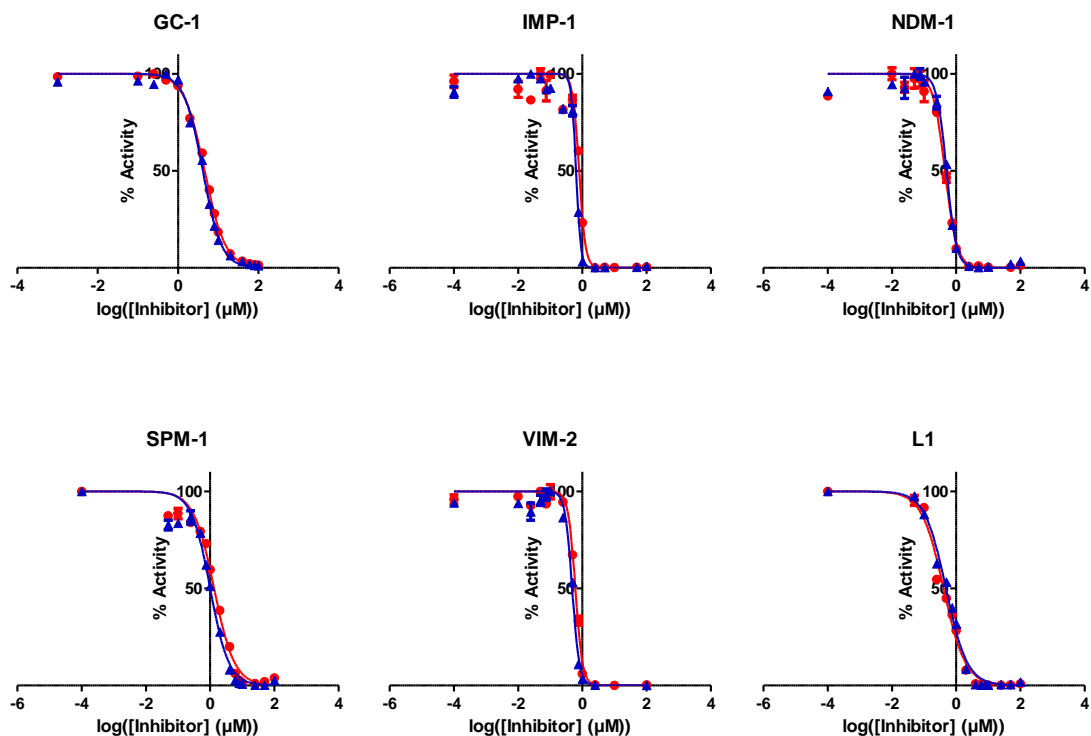 GC-1
IMP-1
NDM-1
100
50
% Activity
-4 -2 0 2 4
log([Inhibitor] (µM))
100
50
% Activity
-6 -4 -2 0 2 4
log([Inhibitor] (µM))
100
50
% Activity
-6 -4 -2 0 2 4
log([Inhibitor] (µM))
SPM-1
VIM-2
L1
100
50
% Activity
-6 -4 -2 0 2 4
log([Inhibitor] (µM))
100
50
% Activity
-6 -4 -2 0 2 4
log([Inhibitor] (µM))
100
50
% Activity
-6 -4 -2 0 2 4
log([Inhibitor] (µM))